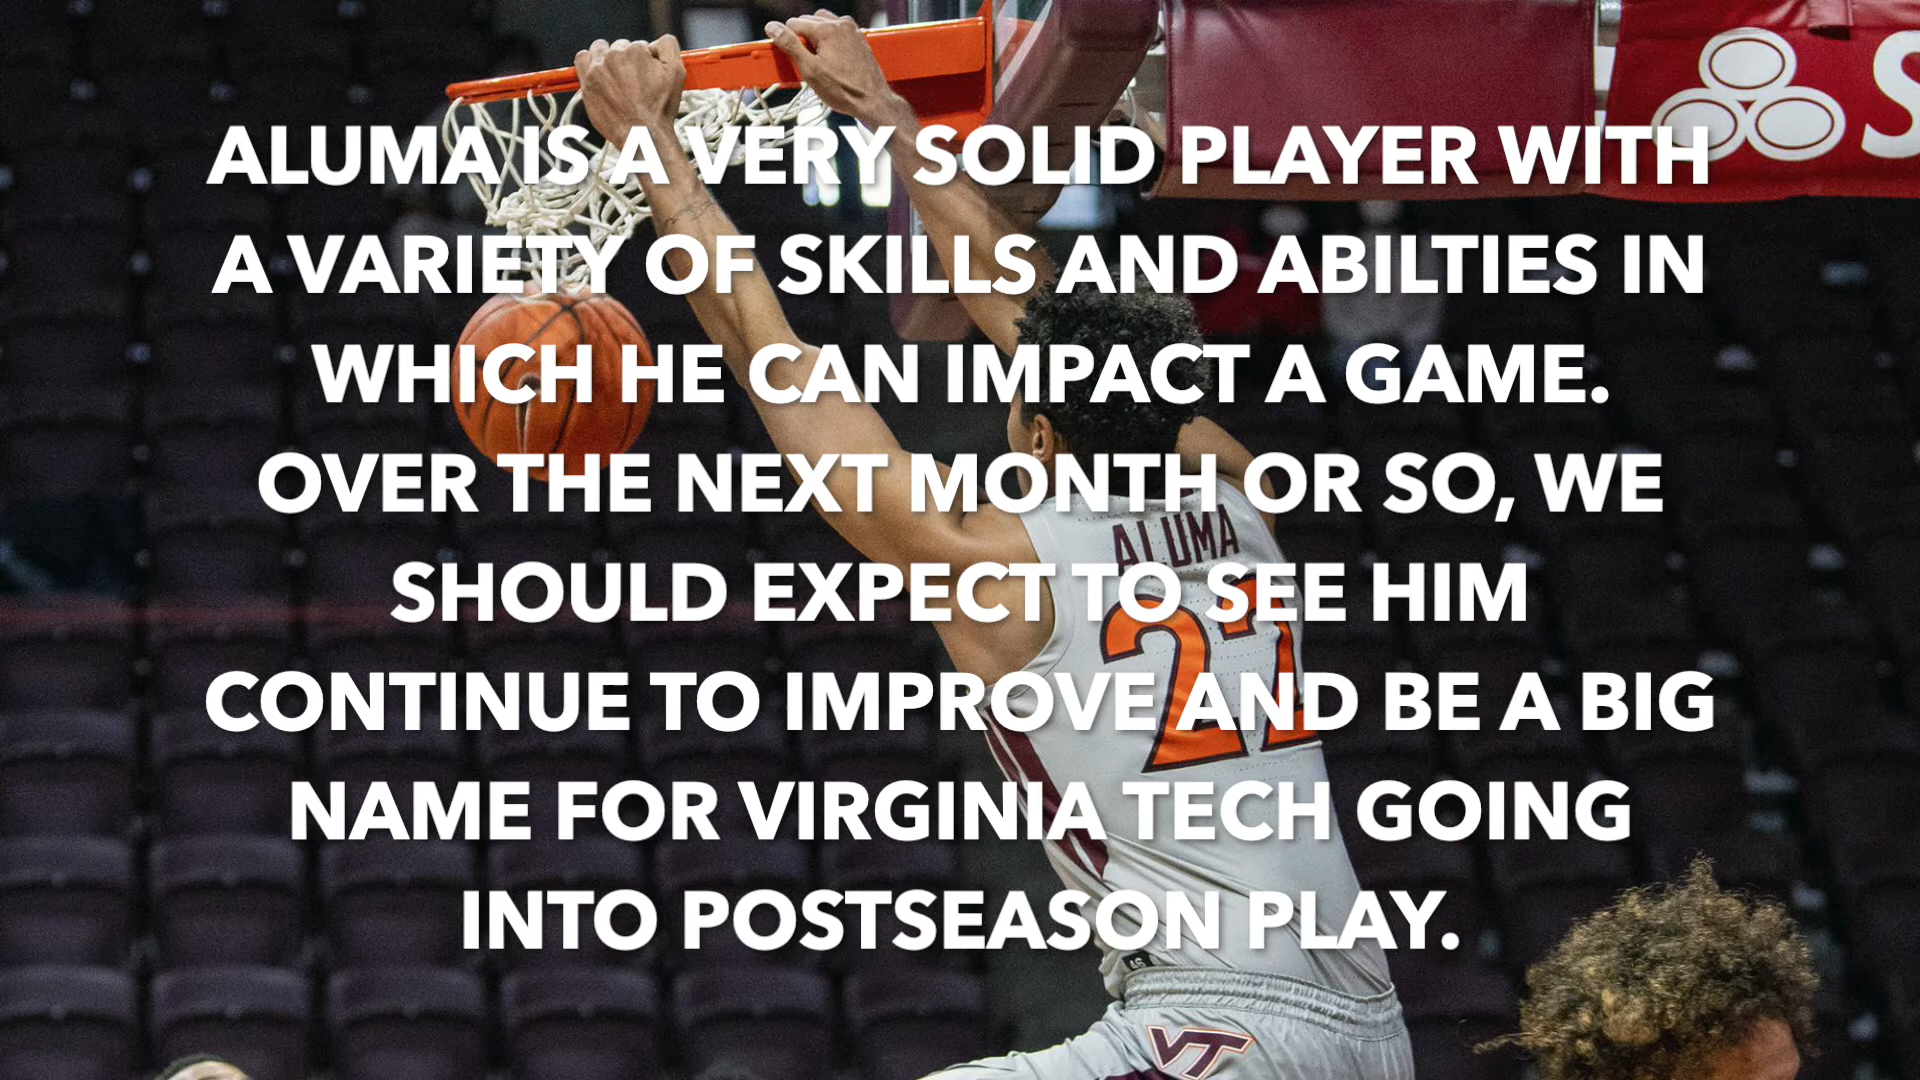 S
ALUMA IS A VERY SOLID PLAYER WITH
A VARIETY OF SKILLS AND ABILTIES IN
WHICH HE CAN IMPACT A GAME.
OVER THE NEXT MONTH OR SO, WE
SHOULD EXPECT TO SEE HIM
CONTINUE TO IMPROVE AND BE A BIG
NAME FOR VIRGINIA TECH GOING
INTO POSTSEASON PLAY.
ALUMA
22
46
VT